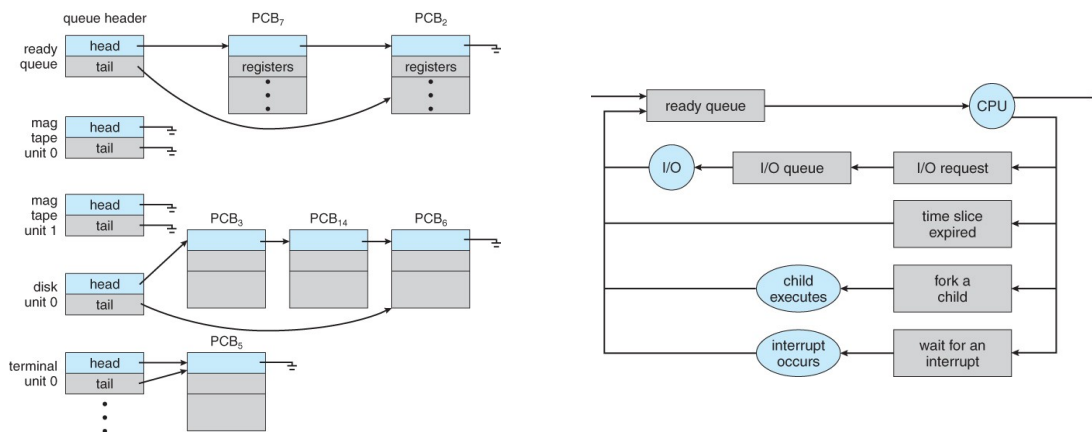 queue header
PCB7
PCB2
ready
queue
head
tail
registers
registers
mag
tape
unit 0
head
tail
mag
tape
unit 1
head
tail
PCB3
PCB14
PCB6
disk
unit 0
head
tail
PCB5
terminal
unit 0
head
tail
ready queue
CPU
I/O
I/O queue
I/O request
time slice
expired
child
executes
fork a
child
interrupt
occurs
wait for an
interrupt